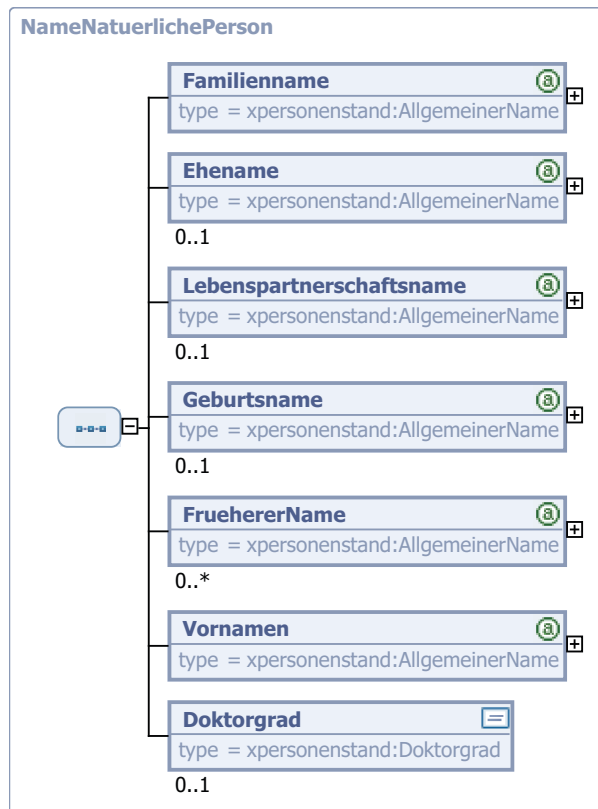 NameNatuerlichePerson
Familienname
type = xpersonenstand:AllgemeinerName
Ehename
type = xpersonenstand:AllgemeinerName
0..1
Lebenspartnerschaftsname
type = xpersonenstand:AllgemeinerName
0..1
Geburtsname
type = xpersonenstand:AllgemeinerName
0..1
FruehererName
type = xpersonenstand:AllgemeinerName
0..*
Vornamen
type = xpersonenstand:AllgemeinerName
Doktorgrad
type = xpersonenstand:Doktorgrad
0..1